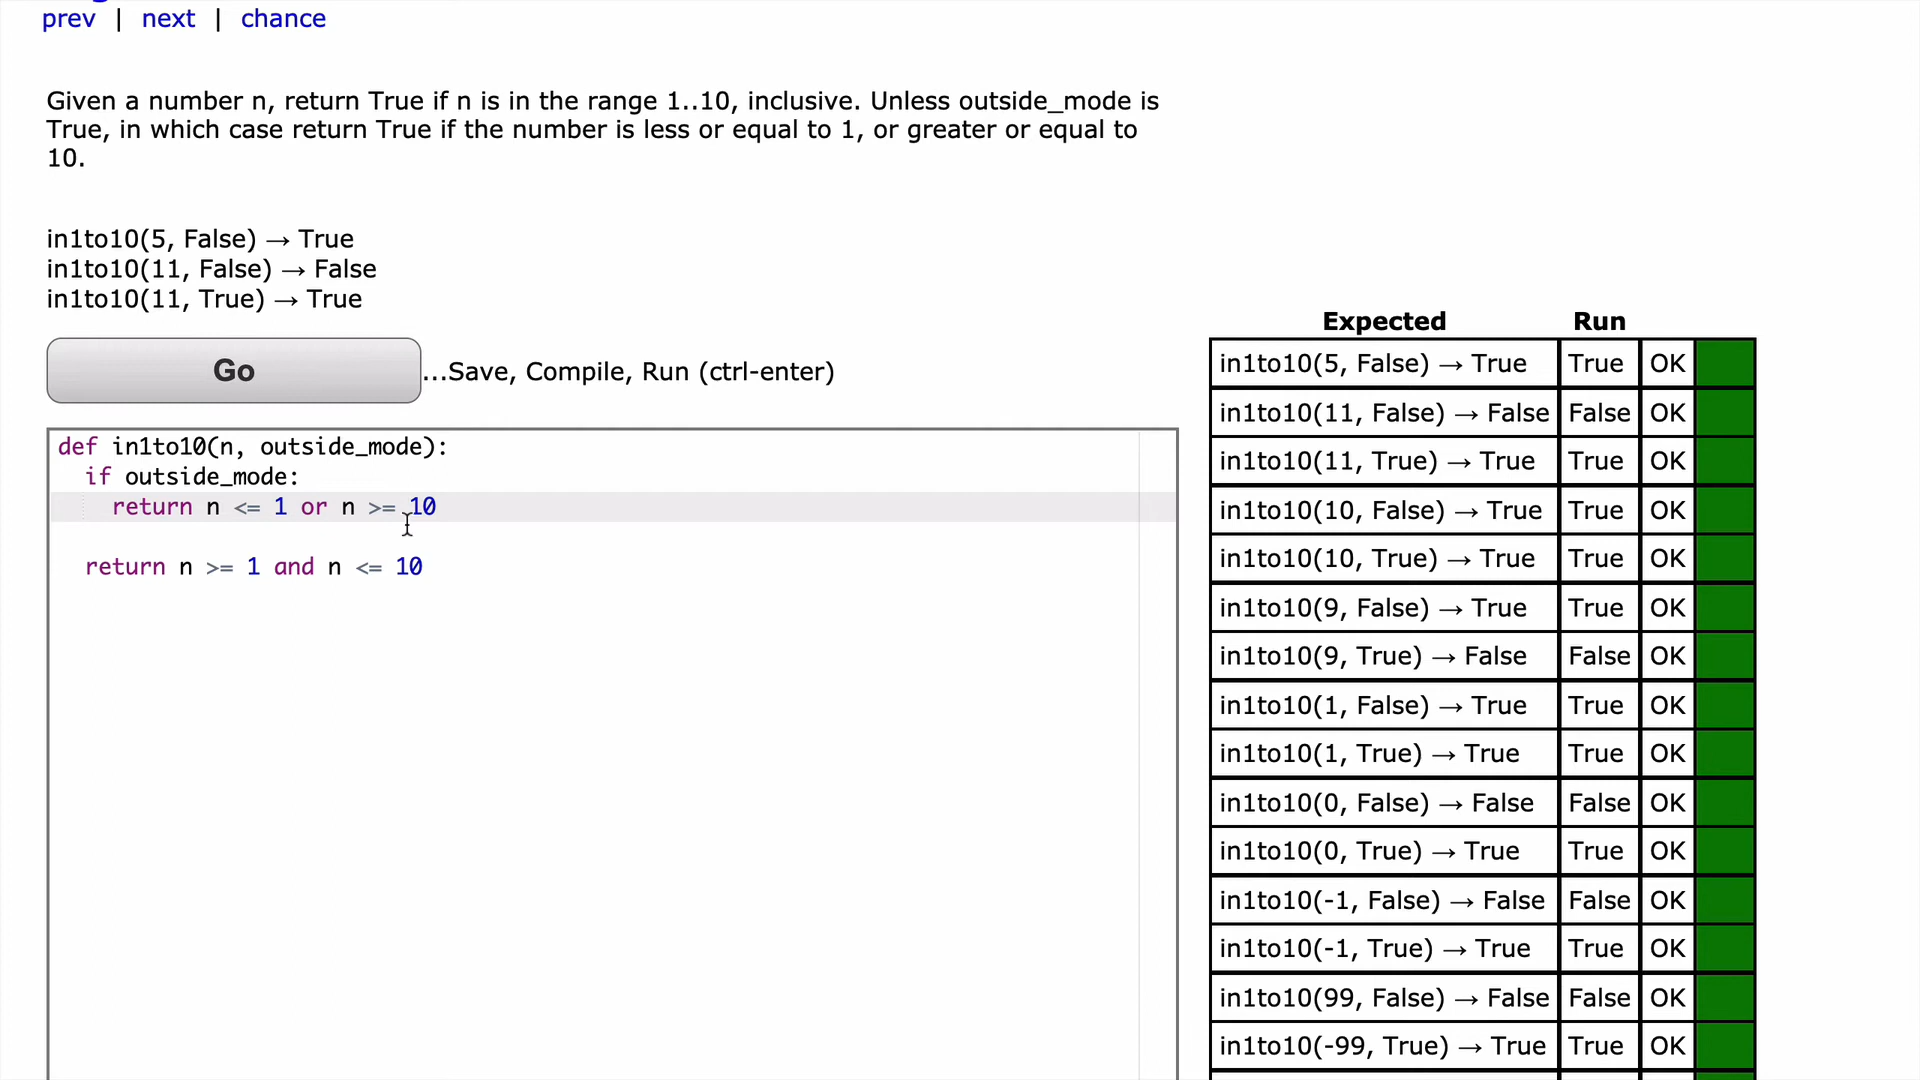 prev | next | chance
Given a number n, return True if n is in the range 1..10, inclusive. Unless outside_mode is
True, in which case return True if the number is less or equal to 1, or greater or equal to
10.
in1to10(5, False) → True
in1to10(11, False) → False
in1to10(11, True) → True
Go
...Save, Compile, Run (ctrl-enter)
def in1to10(n, outside_mode):
  if outside_mode:
    return n <= 1 or n >= 10
  return n >= 1 and n <= 10
Expected Run
in1to10(5, False) → True True OK
in1to10(11, False) → False False OK
in1to10(11, True) → True True OK
in1to10(10, False) → True True OK
in1to10(10, True) → True True OK
in1to10(9, False) → True True OK
in1to10(9, True) → False False OK
in1to10(1, False) → True True OK
in1to10(1, True) → True True OK
in1to10(0, False) → False False OK
in1to10(0, True) → True True OK
in1to10(-1, False) → False False OK
in1to10(-1, True) → True True OK
in1to10(99, False) → False False OK
in1to10(-99, True) → True True OK